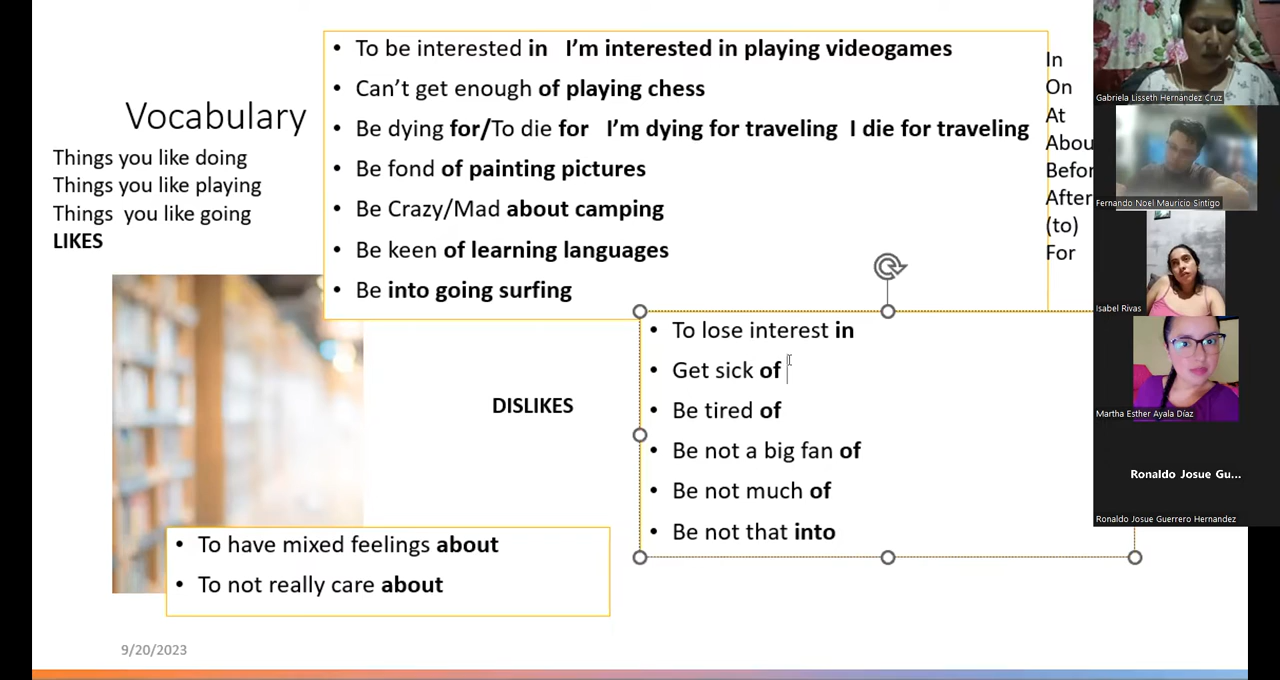 Vocabulary
Things you like doing
Things you like playing
Things you like going
LIKES
• To be interested in I'm interested in playing videogames
• Can't get enough of playing chess
• Be dying for/To die for I'm dying for traveling I die for traveling
• Be fond of painting pictures
• Be Crazy/Mad about camping
• Be keen of learning languages
• Be into going surfing
In
On
At
Abou
Befor
After
(to)
For
DISLIKES
• To lose interest in
• Get sick of
• Be tired of
• Be not a big fan of
• Be not much of
• Be not that into
• To have mixed feelings about
• To not really care about
9/20/2023
Gabriela Lisseth Hernández Cruz
Fernando Noel Mauricio Sintigo
Isabel Rivas
Martha Esther Ayala Díaz
Ronaldo Josue Gu...
Ronaldo Josue Guerrero Hernandez